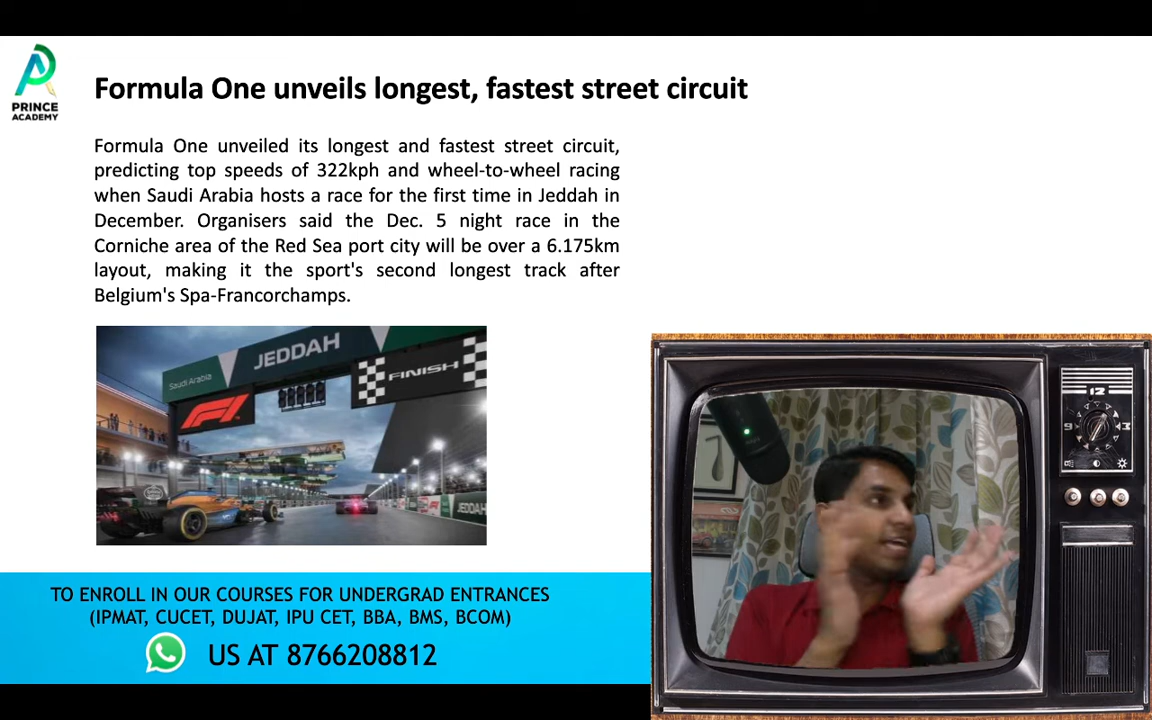 PRINCE
ACADEMY
Formula One unveils longest, fastest street circuit
Formula One unveiled its longest and fastest street circuit,
predicting top speeds of 322kph and wheel-to-wheel racing
when Saudi Arabia hosts a race for the first time in Jeddah in
December. Organisers said the Dec. 5 night race in the
Corniche area of the Red Sea port city will be over a 6.175km
layout, making it the sport's second longest track after
Belgium's Spa-Francorchamps.
JEDDAH
Saudi Arabia
FINISH
F1
JEDDAH
12
9
3
TO ENROLL IN OUR COURSES FOR UNDERGRAD ENTRANCES
(IPMAT, CUCET, DUJAT, IPU CET, BBA, BMS, BCOM)
US AT 8766208812